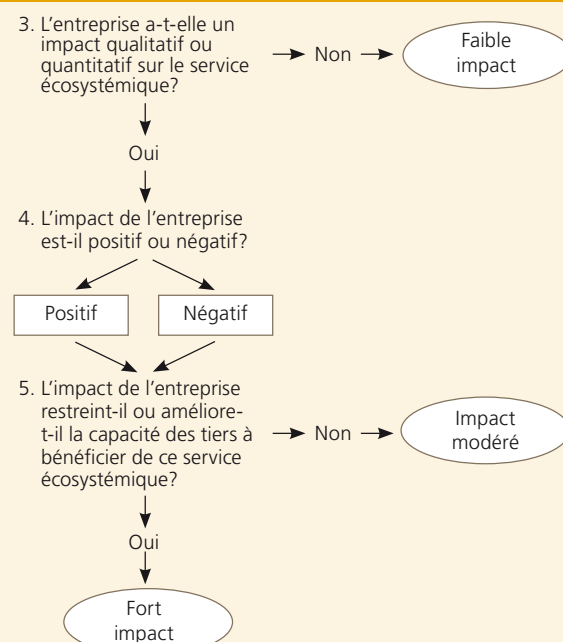 3. L'entreprise a-t-elle un
impact qualitatif ou
quantitatif sur le service
écosystémique?
Non
Faible
impact
Oui
4. L'impact de l'entreprise
est-il positif ou négatif?
Positif
Négatif
5. L'impact de l'entreprise
restreint-il ou améliore-
t-il la capacité des tiers à
bénéficier de ce service
écosystémique?
Non
Impact
modéré
Oui
Fort
impact